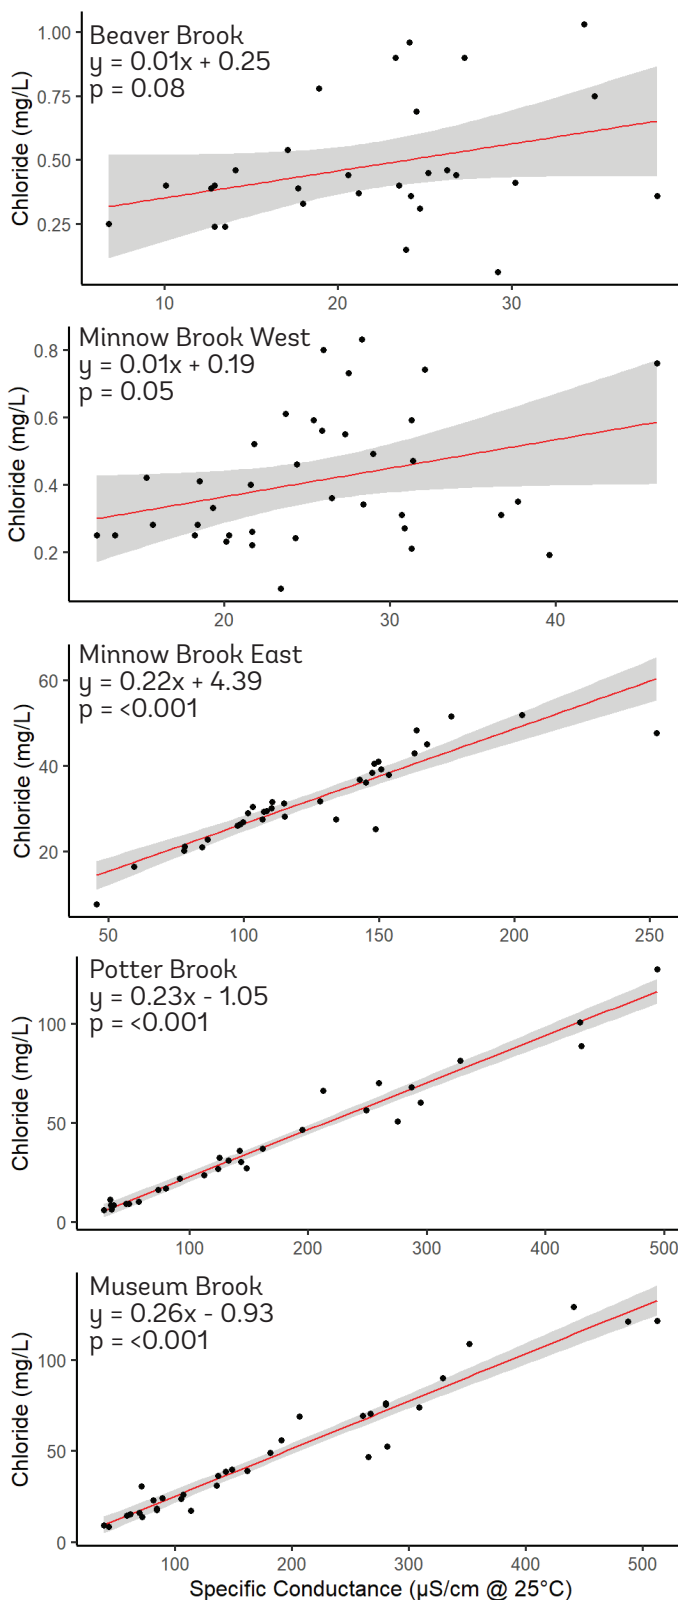 Beaver Brook
y = 0.01x + 0.25
p = 0.08
Chloride (mg/L)
1.00
0.75
0.50
0.25
10 20 30
Minnow Brook West
y = 0.01x + 0.19
p = 0.05
Chloride (mg/L)
0.8
0.6
0.4
0.2
20 30 40
Minnow Brook East
y = 0.22x + 4.39
p = <0.001
Chloride (mg/L)
60
40
20
50 100 150 200 250
Potter Brook
y = 0.23x - 1.05
p = <0.001
Chloride (mg/L)
100
50
0
100 200 300 400 500
Museum Brook
y = 0.26x - 0.93
p = <0.001
Chloride (mg/L)
100
50
0
100 200 300 400 500
Specific Conductance (µS/cm @ 25°C)